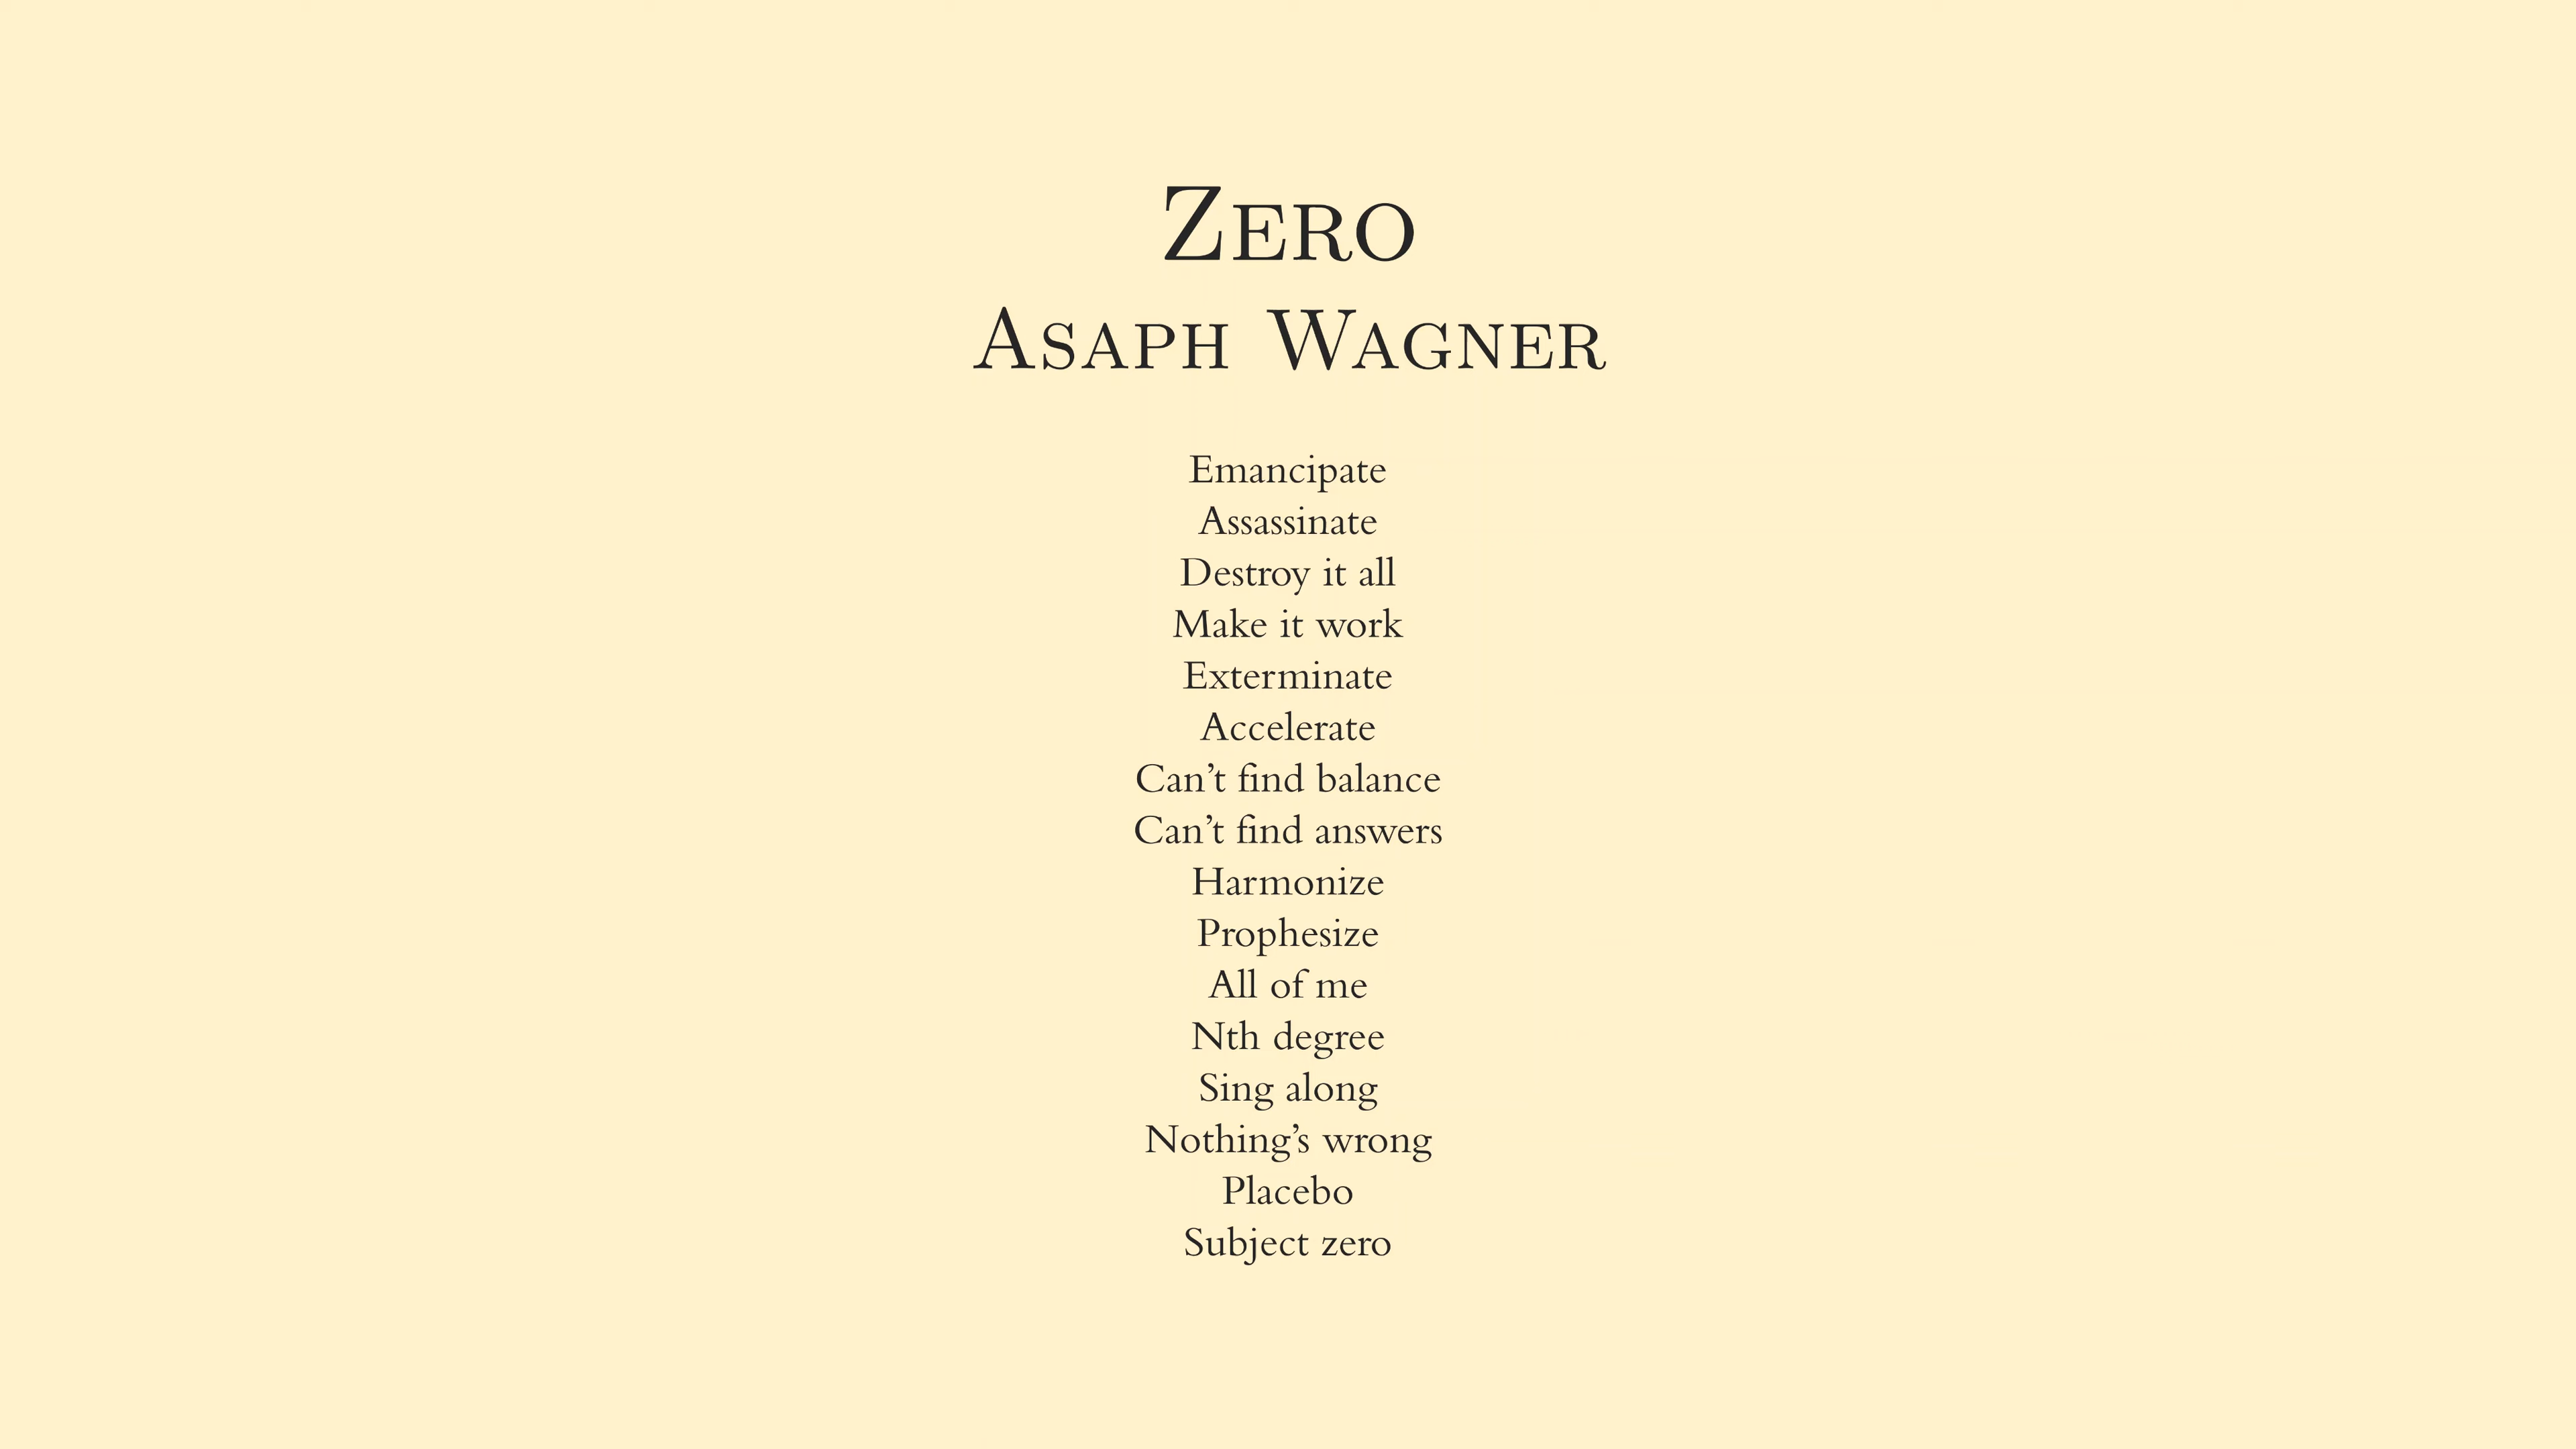 Zero
Asaph Wagner
Emancipate
Assassinate
Destroy it all
Make it work
Exterminate
Accelerate
Can’t find balance
Can’t find answers
Harmonize
Prophesize
All of me
Nth degree
Sing along
Nothing’s wrong
Placebo
Subject zero